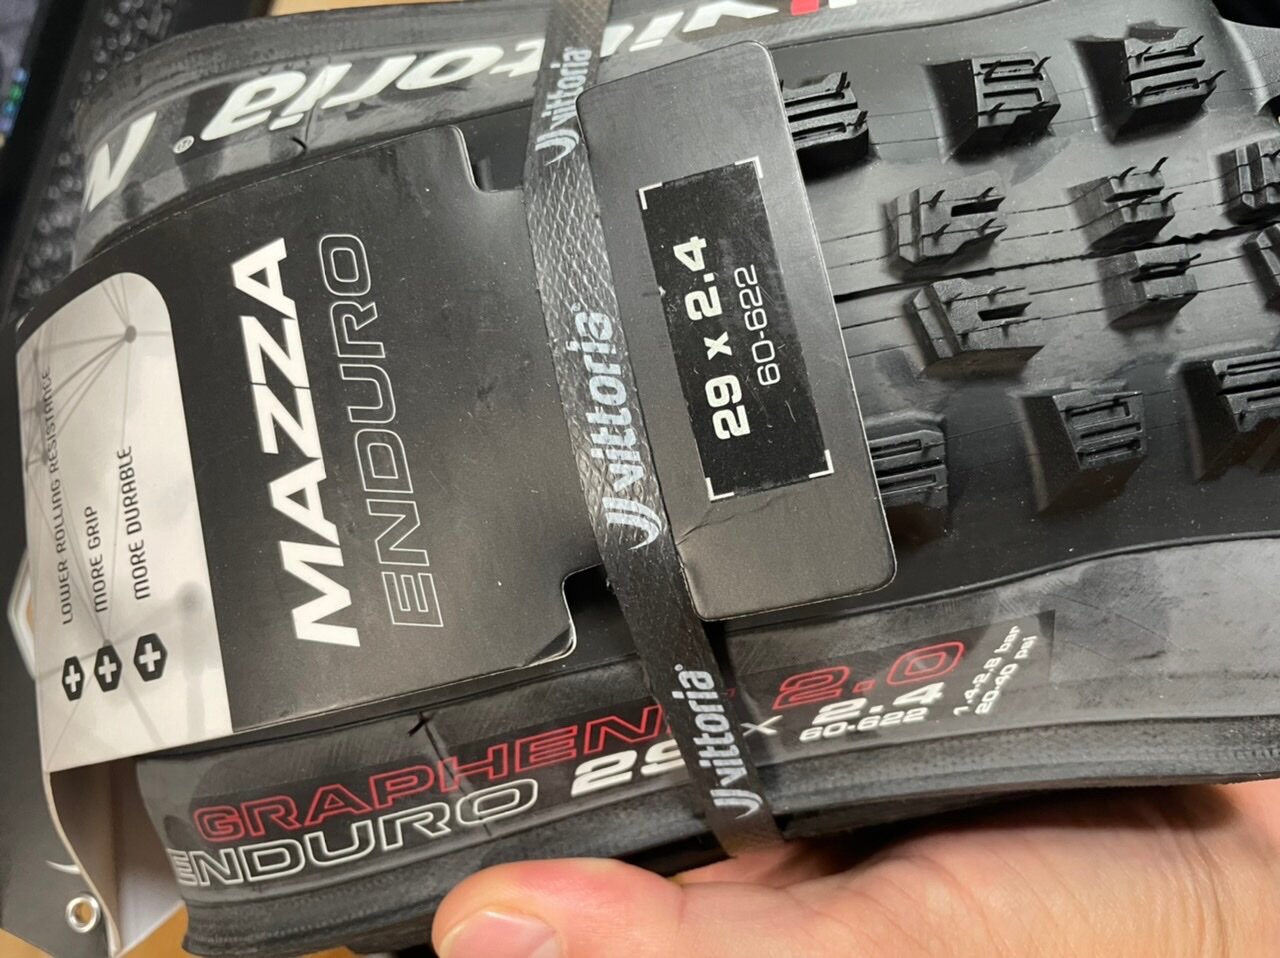 vittoria
vittoria
MAZZA
ENDURO
LOWER ROLLING RESISTANCE
MORE GRIP
MORE DURABLE
vittoria
29 x 2.4
60-622
vittoria
GRAPHENE 2.0
ENDURO 29 x 2.4
60-622
1.4-2.8 bar
20-40 psi